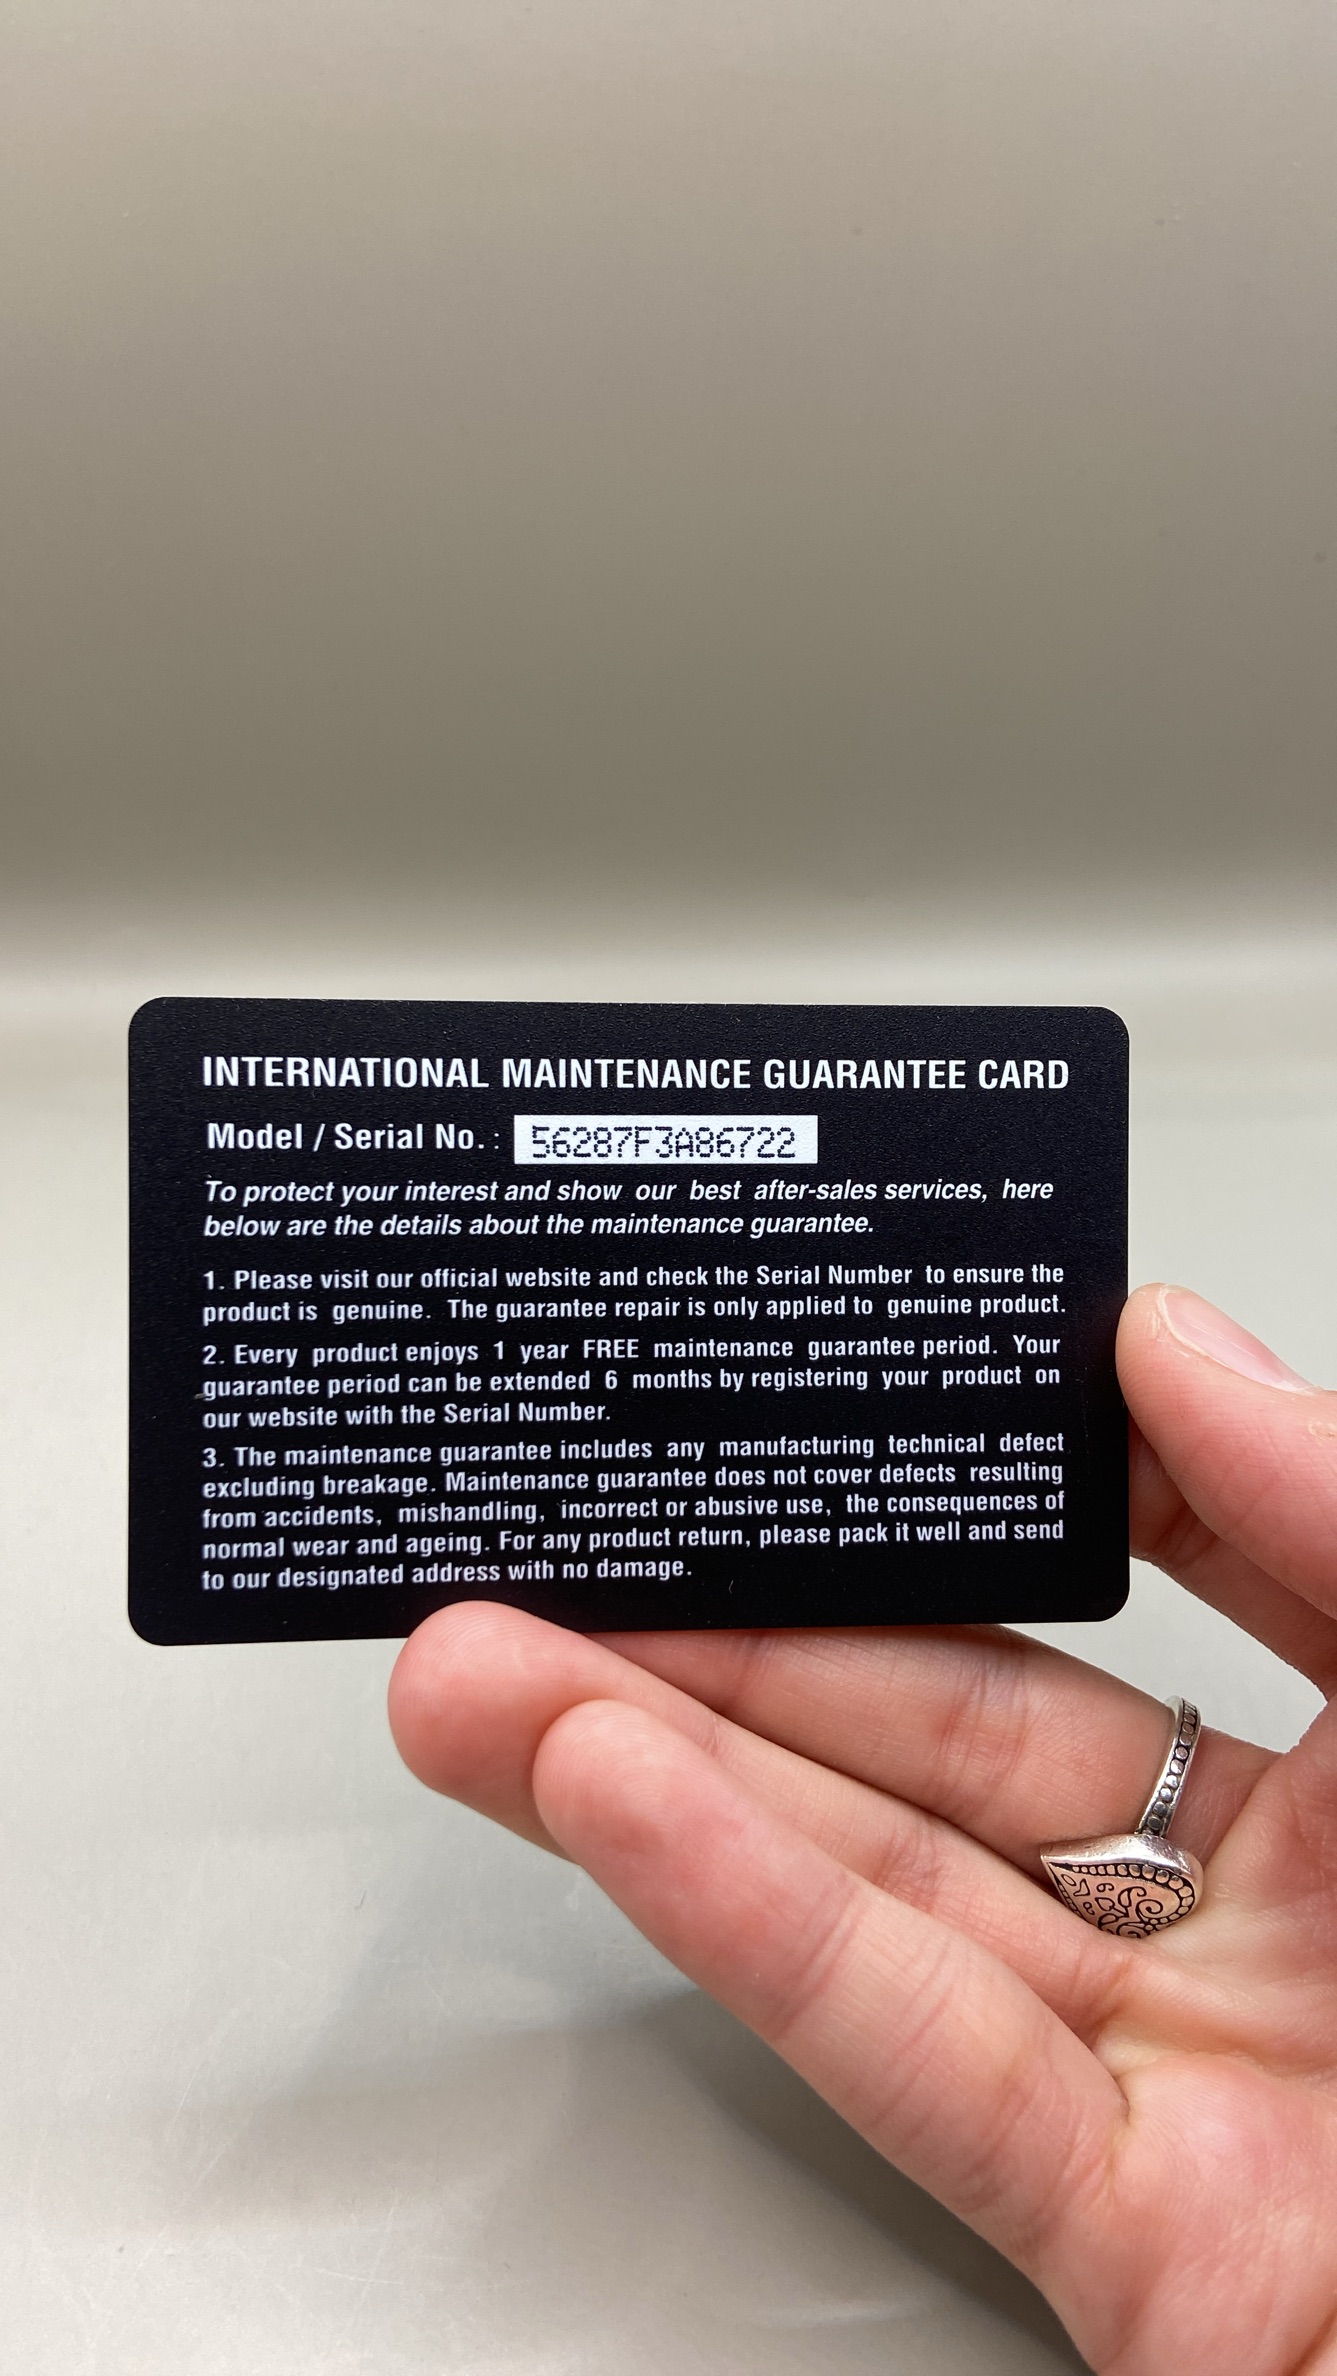 INTERNATIONAL MAINTENANCE GUARANTEE CARD
Model / Serial No. : 56287F3A86722
To protect your interest and show our best after-sales services, here
below are the details about the maintenance guarantee.
1. Please visit our official website and check the Serial Number to ensure the
product is genuine. The guarantee repair is only applied to genuine product.
2. Every product enjoys 1 year FREE maintenance guarantee period. Your
guarantee period can be extended 6 months by registering your product on
our website with the Serial Number.
3. The maintenance guarantee includes any manufacturing technical defect
excluding breakage. Maintenance guarantee does not cover defects resulting
from accidents, mishandling, incorrect or abusive use, the consequences of
normal wear and ageing. For any product return, please pack it well and send
to our designated address with no damage.